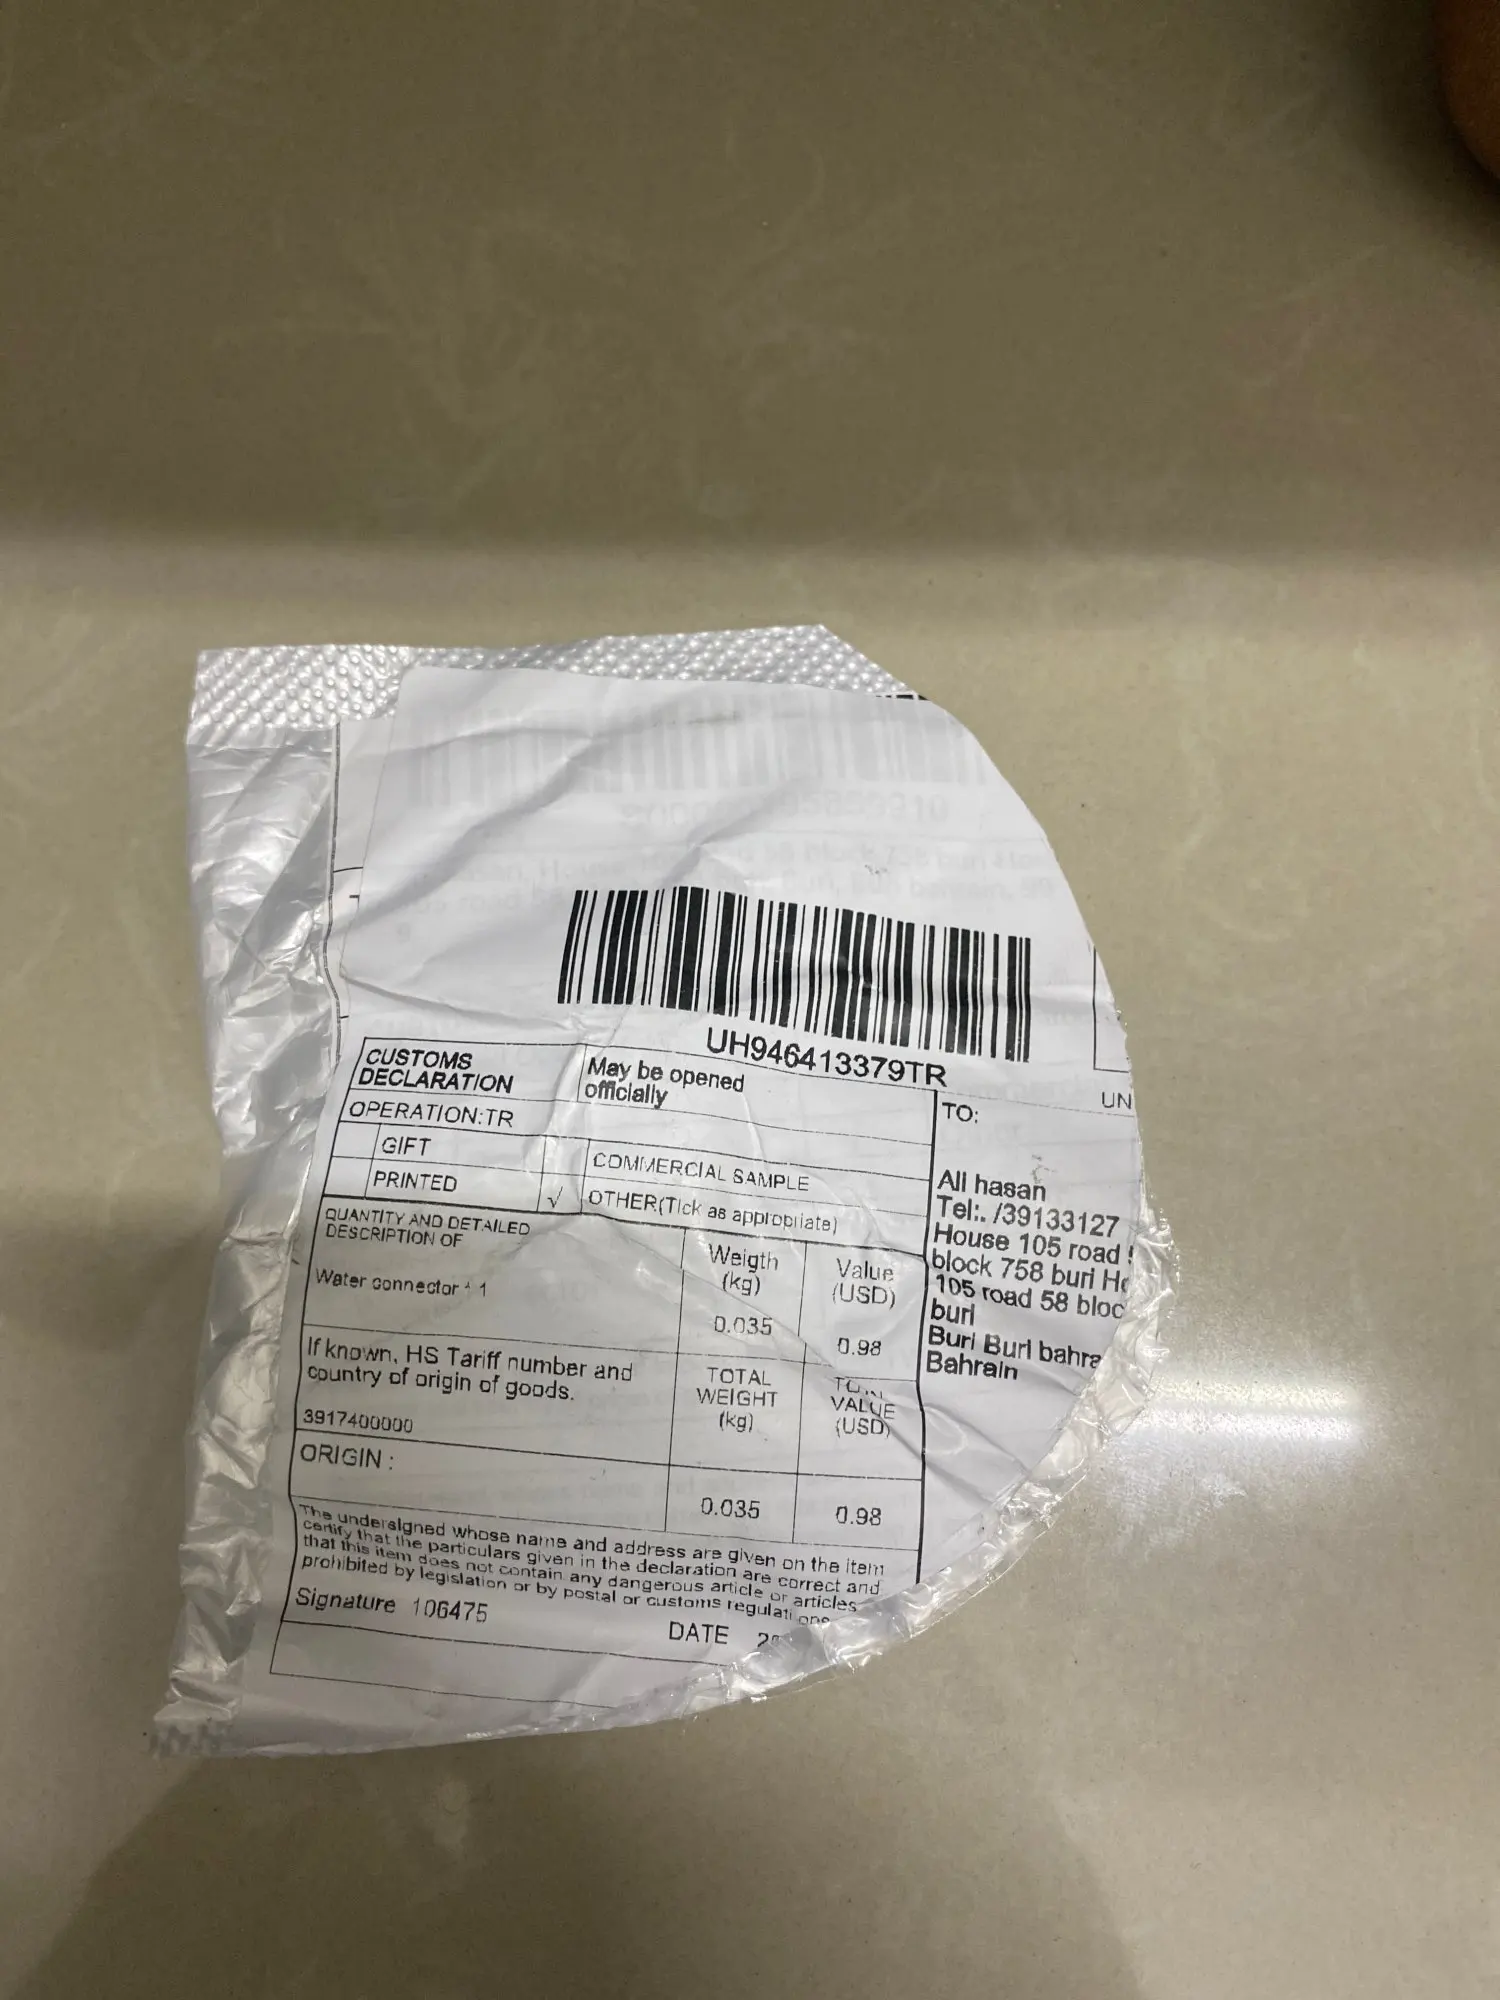 UH946413379TR
CUSTOMS
DECLARATION
May be opened
officially
OPERATION:TR
GIFT
COMMERCIAL SAMPLE
PRINTED
√ OTHER(Tick as appropriate)
QUANTITY AND DETAILED
DESCRIPTION OF
Weigth
(kg)
Value
(USD)
Water connector * 1
0.035
0.98
If known, HS Tariff number and
country of origin of goods.
3917400000
TOTAL
WEIGHT
(kg)
VALUE
(USD)
ORIGIN :
0.035
0.98
The undersigned whose name and address are given on the item
certify that the particulars given in the declaration are correct and
that this item does not contain any dangerous article or articles
prohibited by legislation or by postal or customs regulations
Signature 106475
DATE
UN
TO:
Ali hasan
Tel:. /39133127
House 105 road
block 758 buri
105 road 58 bloc
buri
Buri Buri bahra
Bahrain